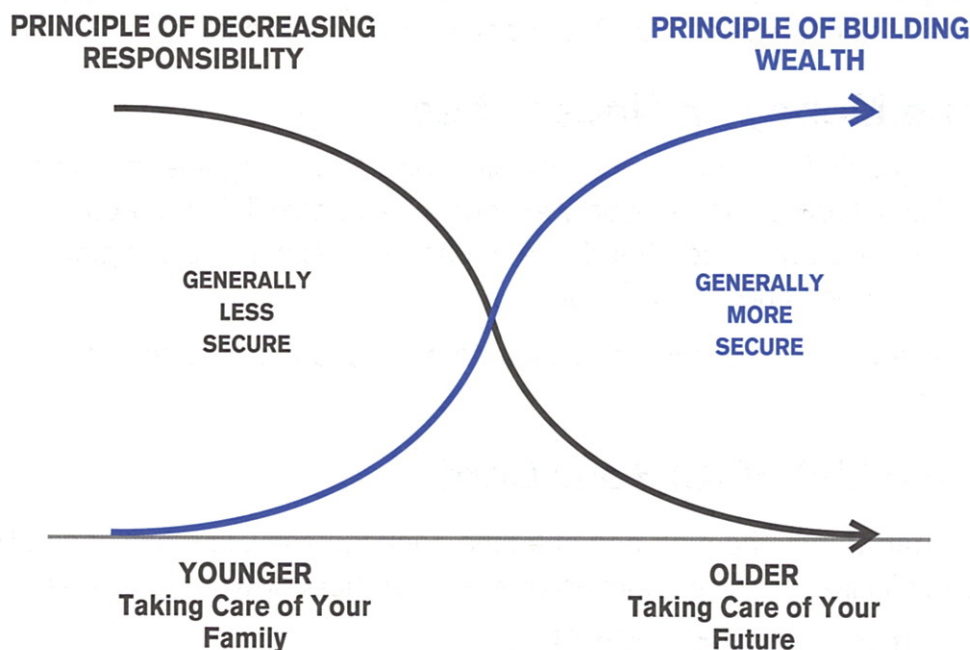 PRINCIPLE OF DECREASING
RESPONSIBILITY
PRINCIPLE OF BUILDING
WEALTH
GENERALLY
LESS
SECURE
GENERALLY
MORE
SECURE
YOUNGER
Taking Care of Your
Family
OLDER
Taking Care of Your
Future